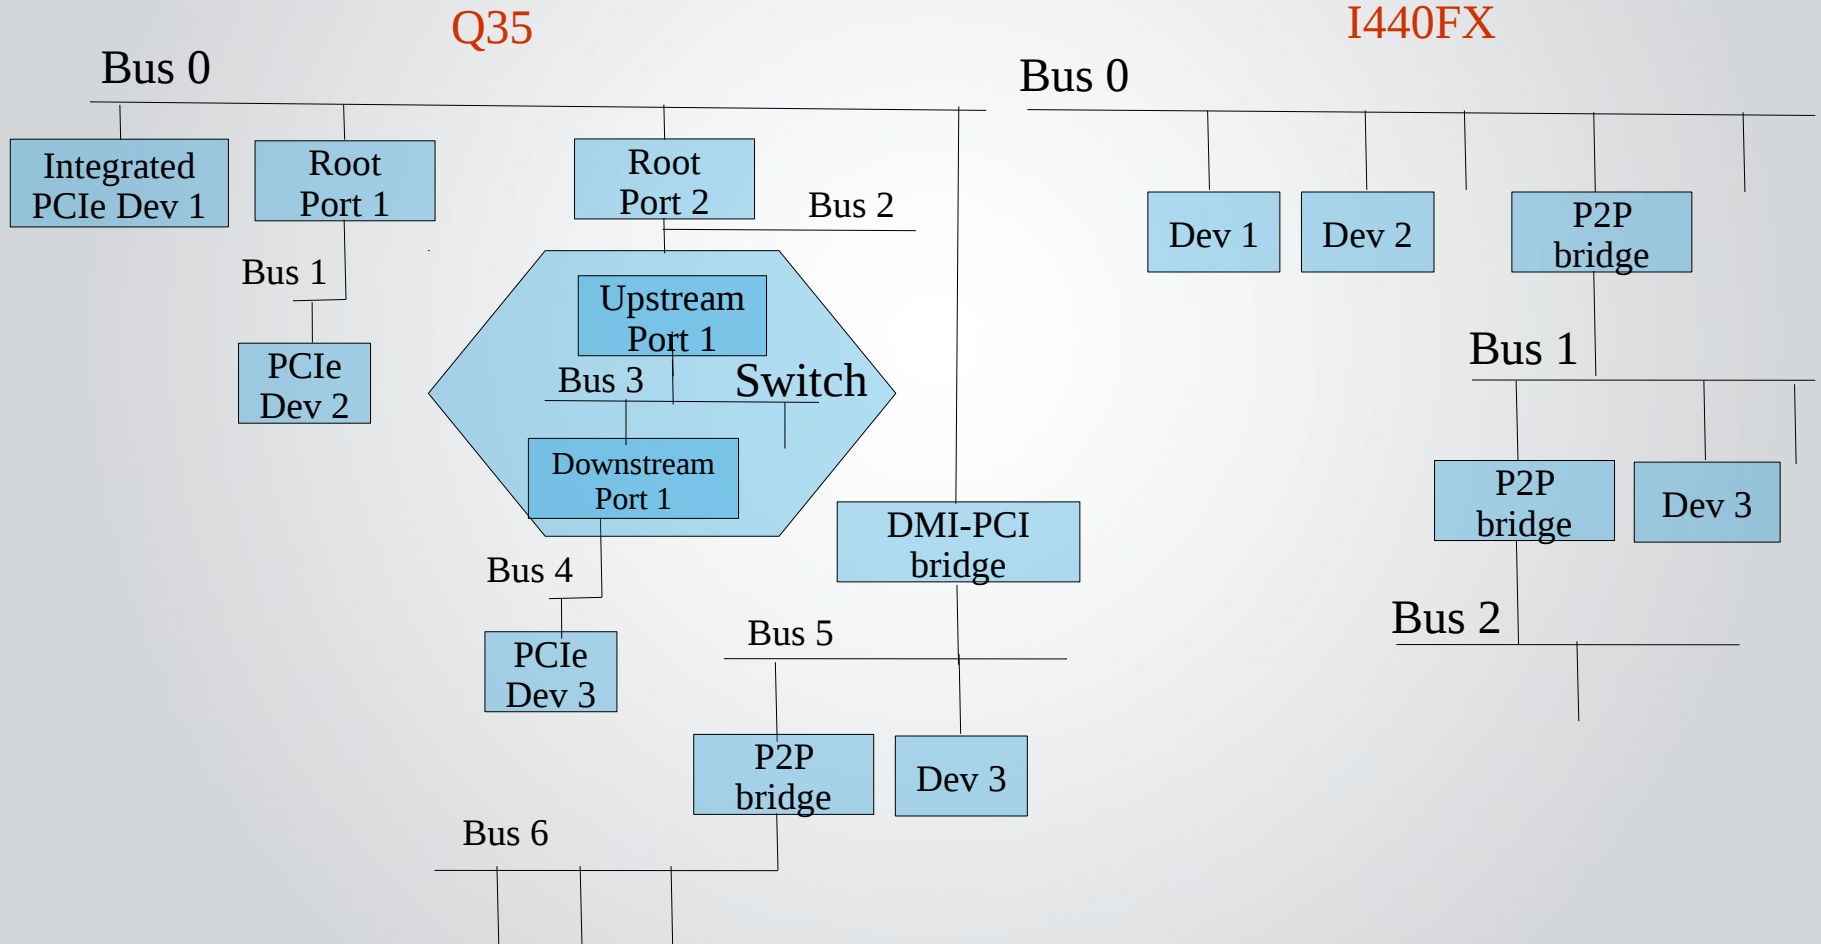 Q35
Bus 0
Integrated
PCIe Dev 1
Root
Port 1
Bus 1
PCIe
Dev 2
Root
Port 2
Bus 2
Upstream
Port 1
Bus 3
Switch
Downstream
Port 1
Bus 4
PCIe
Dev 3
DMI-PCI
bridge
Bus 5
P2P
bridge
Dev 3
Bus 6
I440FX
Bus 0
Dev 1
Dev 2
P2P
bridge
Bus 1
P2P
bridge
Dev 3
Bus 2